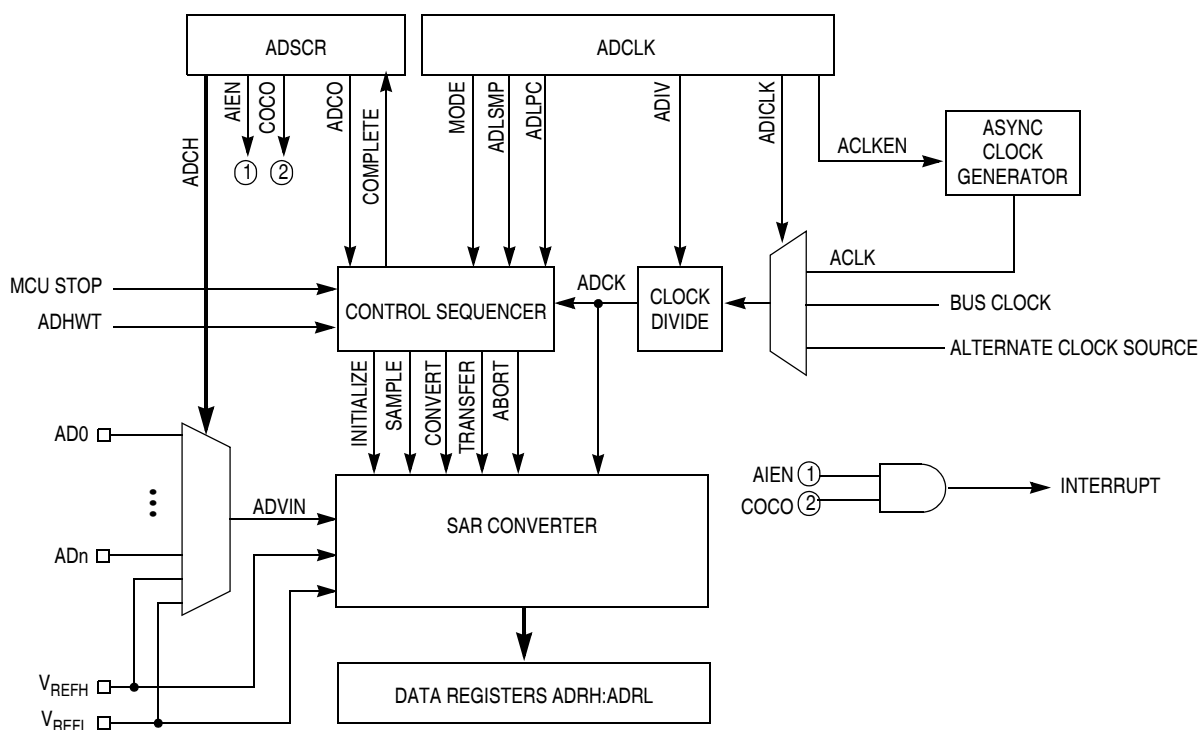 ADSCR
ADCLK
ADCH
AIEN
COCO
ADCO
COMPLETE
MODE
ADLSMP
ADLPC
ADIV
ADICLK
ACLKEN
ASYNC
CLOCK
GENERATOR
1
2
ACLK
MCU STOP
ADHWT
CONTROL SEQUENCER
ADCK
CLOCK
DIVIDE
BUS CLOCK
ALTERNATE CLOCK SOURCE
INITIALIZE
SAMPLE
CONVERT
TRANSFER
ABORT
AD0
ADn
ADVIN
SAR CONVERTER
AIEN 1
COCO 2
INTERRUPT
VREFH
VREFL
DATA REGISTERS ADRH:ADRL